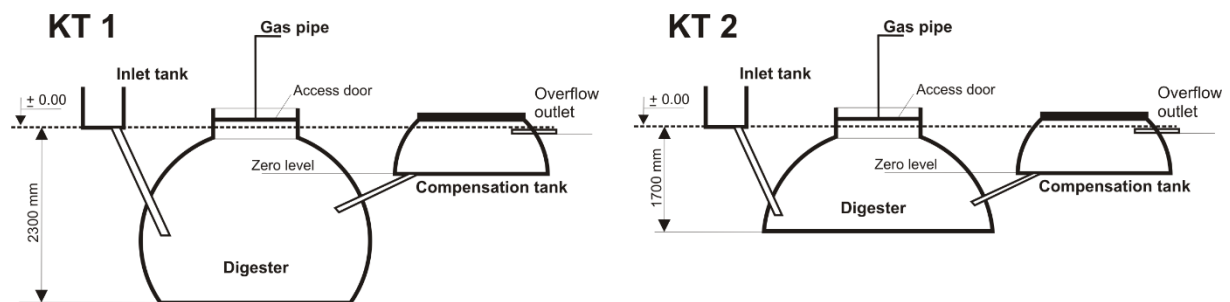 KT 1
Gas pipe
Inlet tank
Access door
± 0.00
Overflow
outlet
Zero level
Compensation tank
2300 mm
Digester
KT 2
Gas pipe
Inlet tank
Access door
± 0.00
Overflow
outlet
Zero level
Compensation tank
1700 mm
Digester